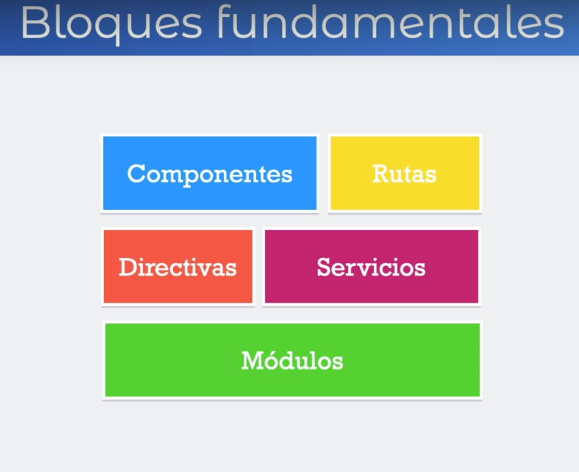 Bloques fundamentales
Componentes
Rutas
Directivas
Servicios
Módulos